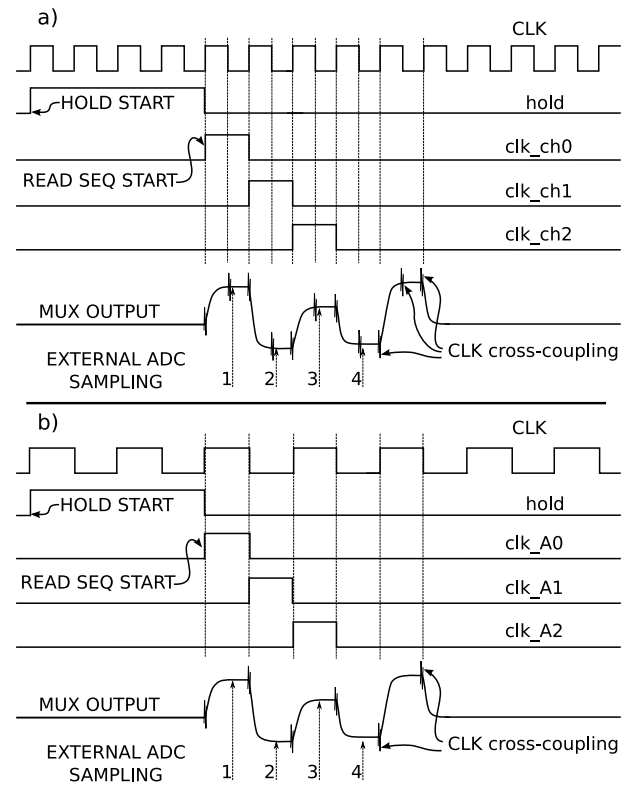 a)
CLK
hold
HOLD START
clk_ch0
READ SEQ START
clk_ch1
clk_ch2
MUX OUTPUT
EXTERNAL ADC
SAMPLING
1 2 3 4
CLK cross-coupling
b)
CLK
hold
HOLD START
clk_A0
READ SEQ START
clk_A1
clk_A2
MUX OUTPUT
EXTERNAL ADC
SAMPLING
1 2 3 4
CLK cross-coupling